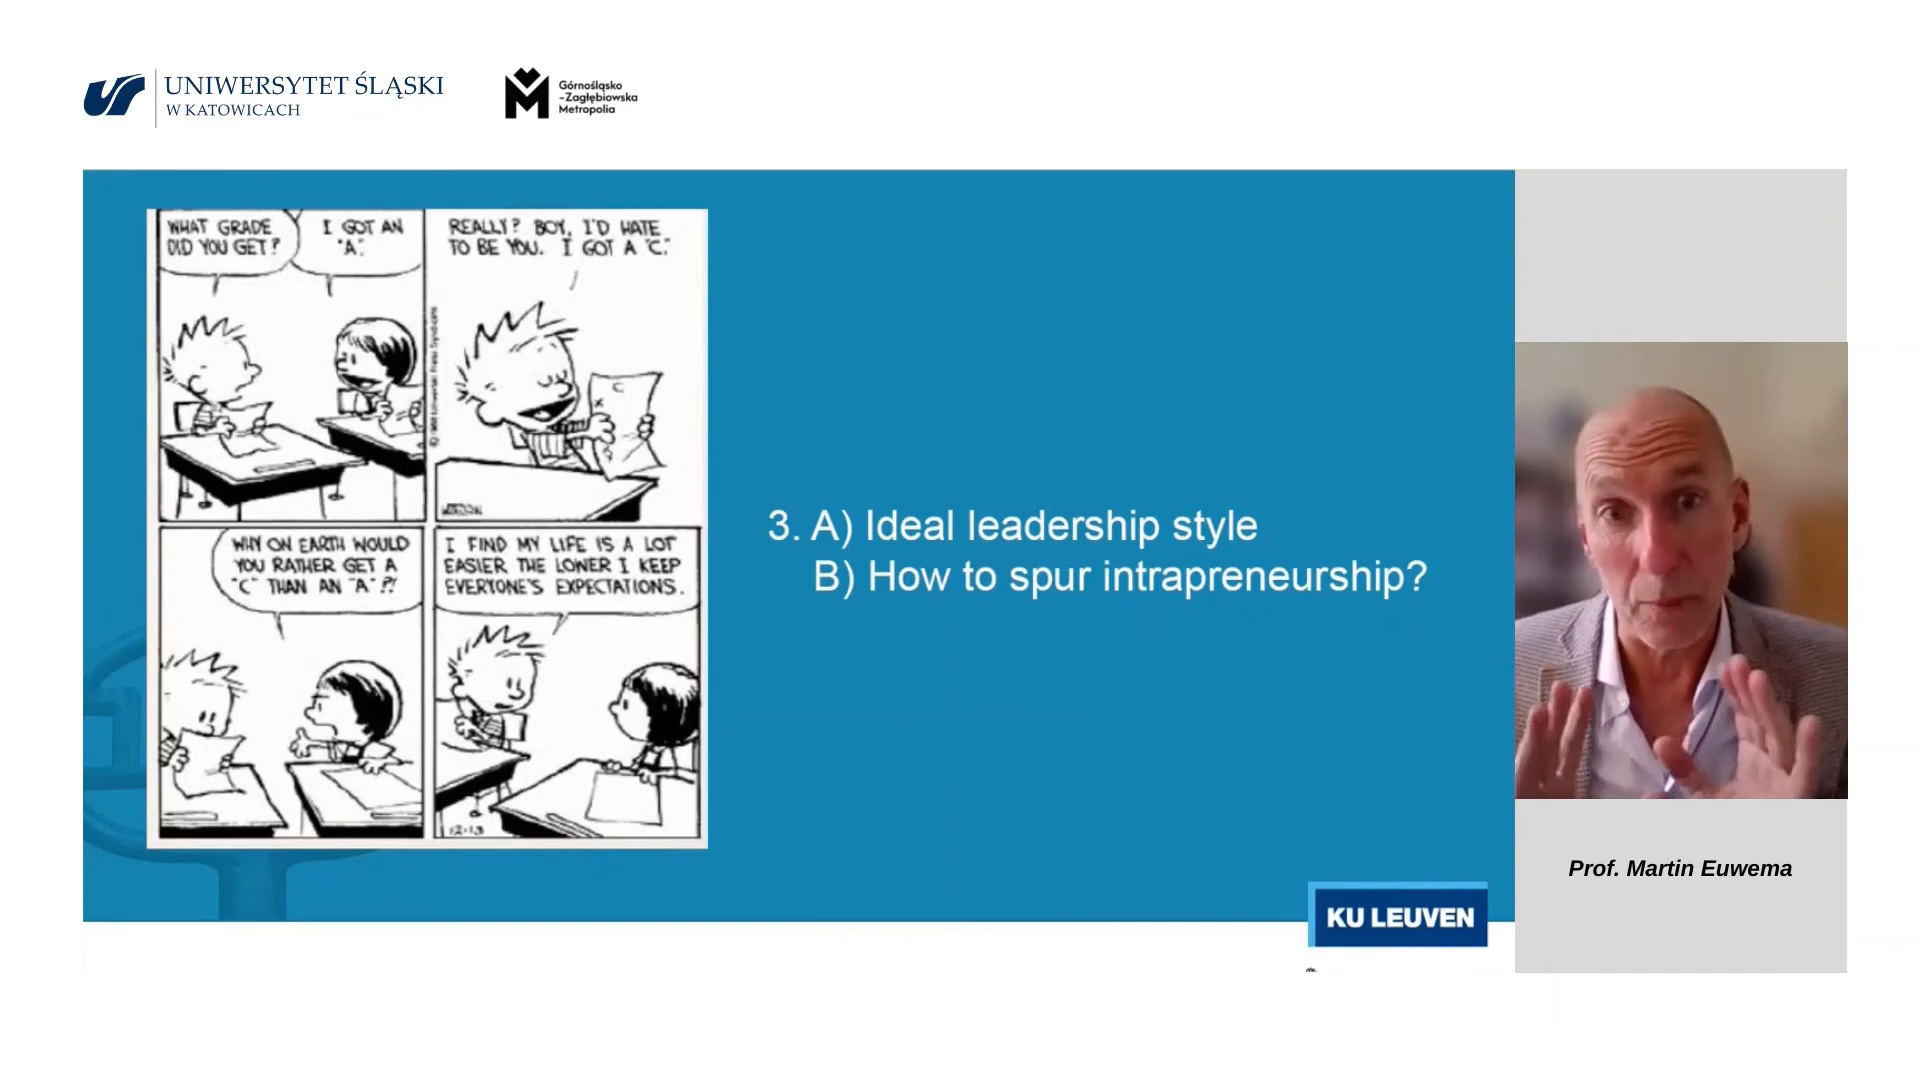 UNIWERSYTET ŚLĄSKI
W KATOWICACH
Górnośląsko
-Zagłębiowska
Metropolia
WHAT GRADE
DID YOU GET?
I GOT AN
"A".
REALLY? BOY, I'D HATE
TO BE YOU. I GOT A "C".
C
WHY ON EARTH WOULD
YOU RATHER GET A
"C" THAN AN "A"?!
I FIND MY LIFE IS A LOT
EASIER THE LOWER I KEEP
EVERYONE'S EXPECTATIONS.
12-13
3. A) Ideal leadership style
B) How to spur intrapreneurship?
KU LEUVEN
Prof. Martin Euwema